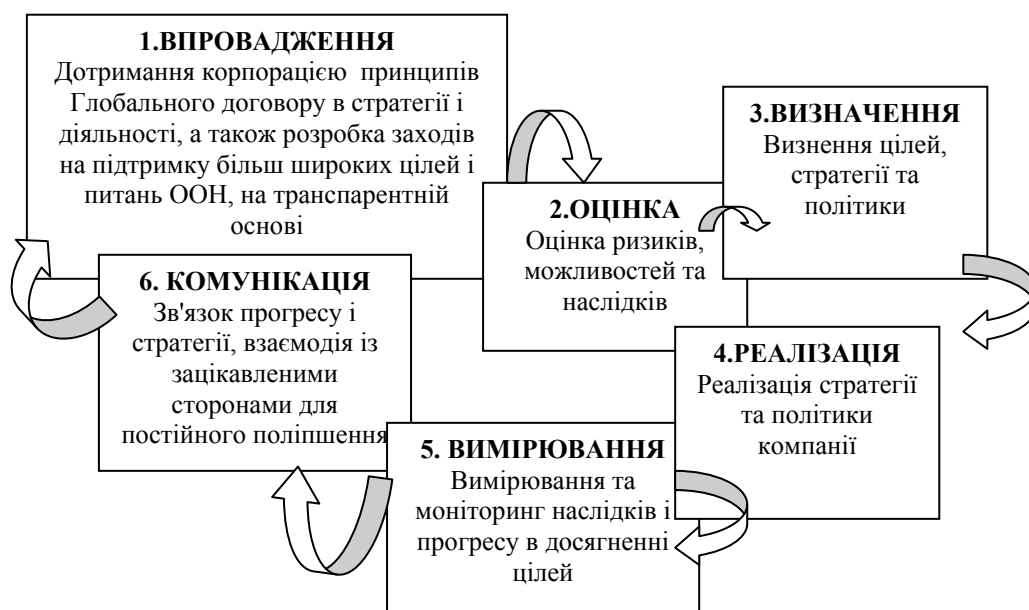 1.ВПРОВАДЖЕННЯ
Дотримання корпорацією принципів
Глобального договору в стратегії і
діяльності, а також розробка заходів
на підтримку більш широких цілей і
питань ООН, на транспарентній
основі
2.ОЦІНКА
Оцінка ризиків,
можливостей та
наслідків
3.ВИЗНАЧЕННЯ
Визнення цілей,
стратегії та
політики
4.РЕАЛІЗАЦІЯ
Реалізація стратегії
та політики
компанії
5. ВИМІРЮВАННЯ
Вимірювання та
моніторинг наслідків і
прогресу в досягненні
цілей
6. КОМУНІКАЦІЯ
Зв'язок прогресу і
стратегії, взаємодія із
зацікавленими
сторонами для
постійного поліпшення